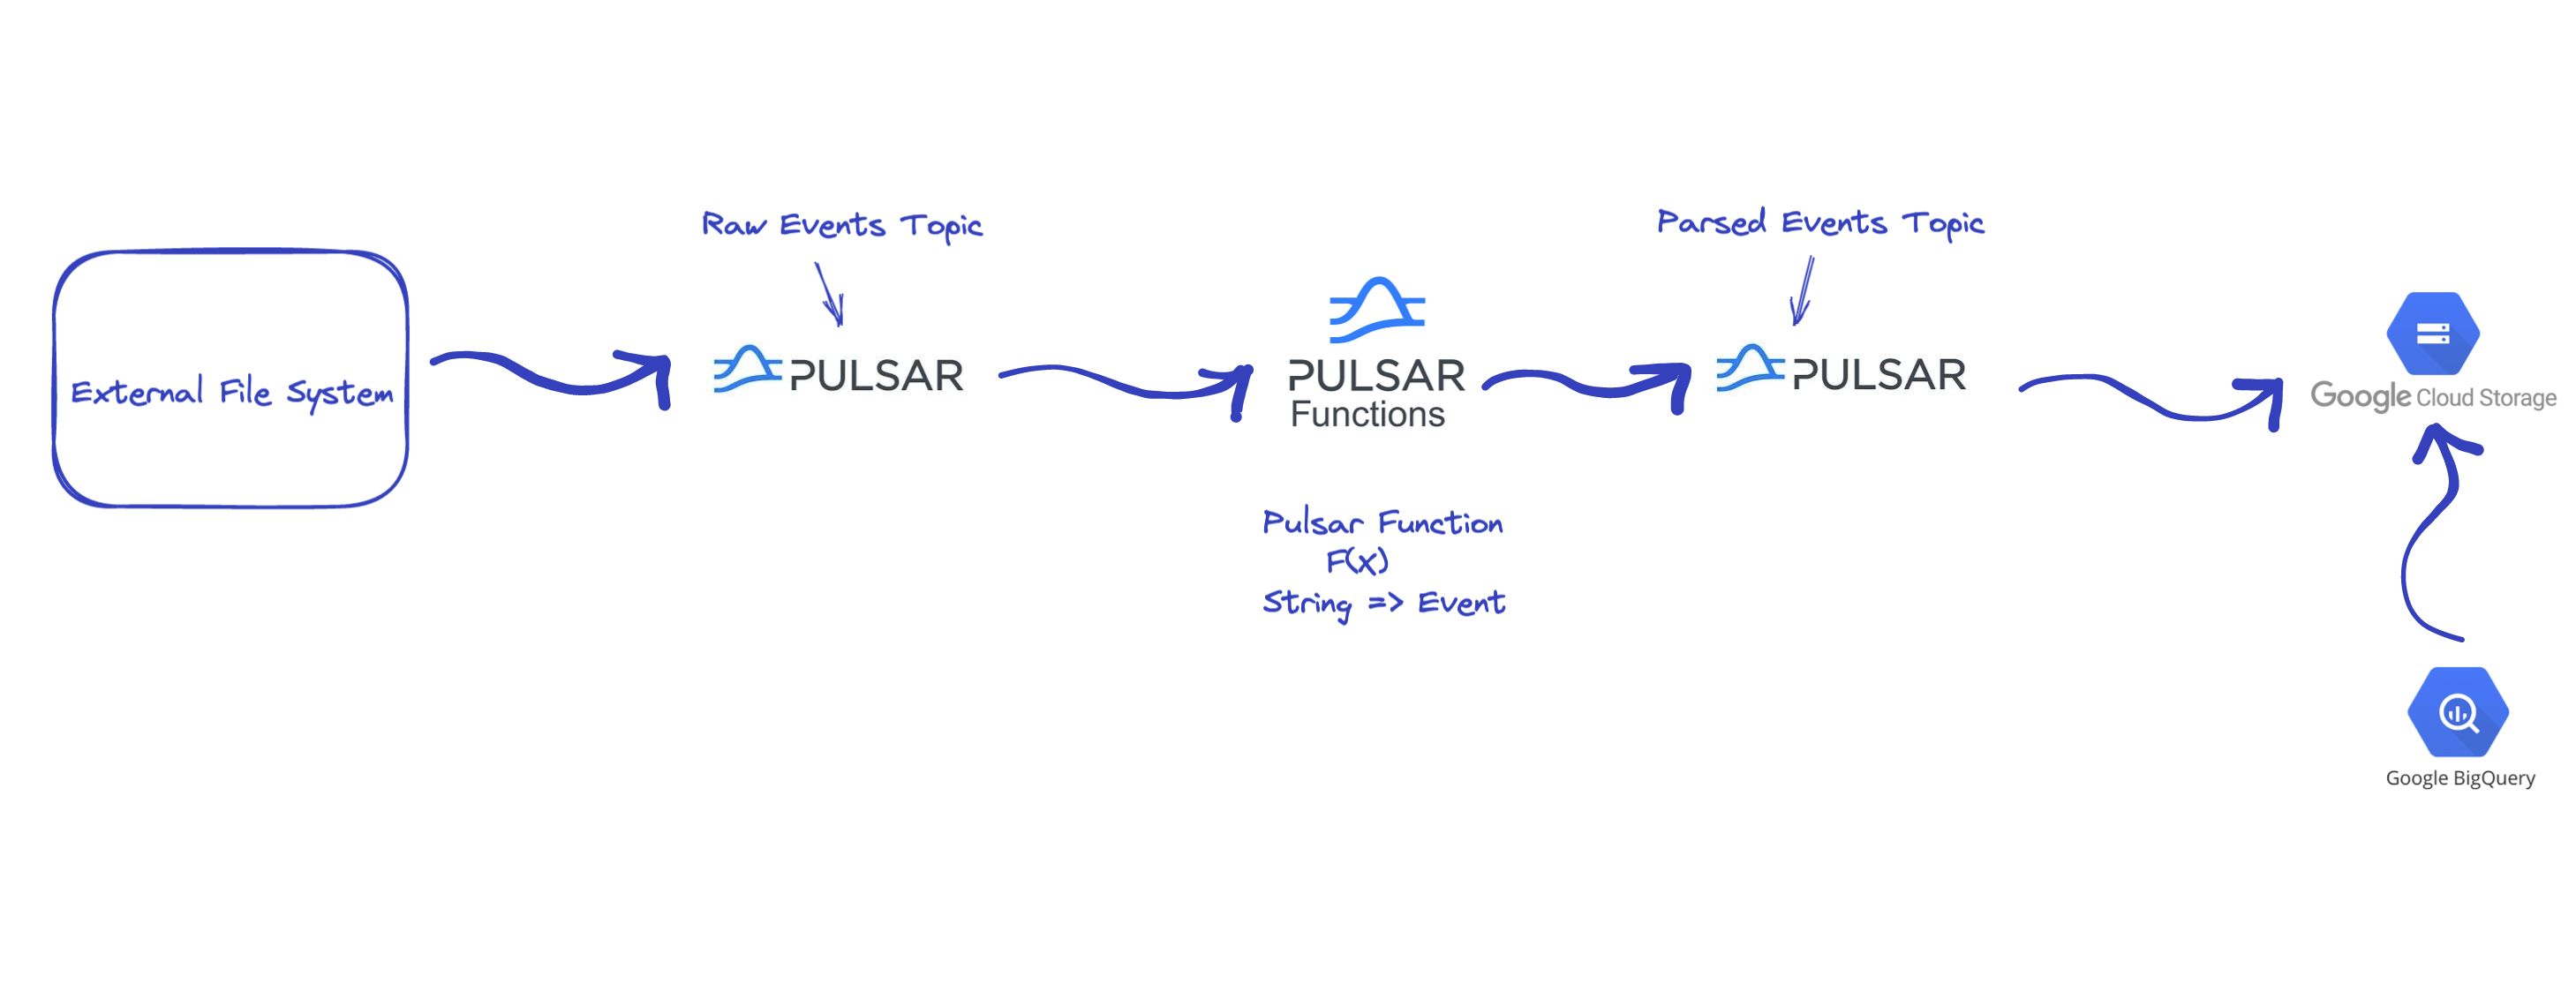 Raw Events Topic
Parsed Events Topic
External File System
PULSAR
PULSAR
Functions
PULSAR
Google Cloud Storage
Pulsar Function
F(x)
String => Event
Google BigQuery